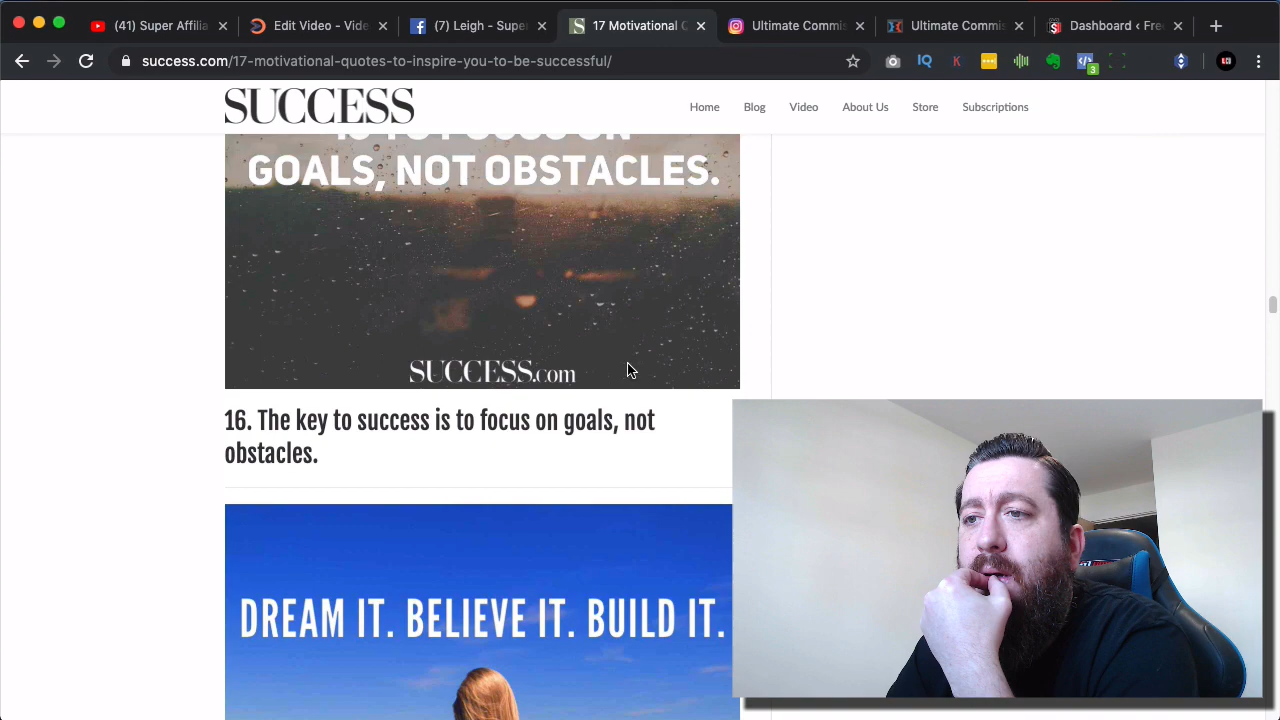 (41) Super Affilia
Edit Video - Vide
(7) Leigh - Supe
17 Motivational Q
Ultimate Commis
Ultimate Commis
Dashboard ‹ Fre
success.com/17-motivational-quotes-to-inspire-you-to-be-successful/
3
SUCCESS
Home
Blog
Video
About Us
Store
Subscriptions
GOALS, NOT OBSTACLES.
SUCCESS.com
16. The key to success is to focus on goals, not
obstacles.
DREAM IT. BELIEVE IT. BUILD IT.